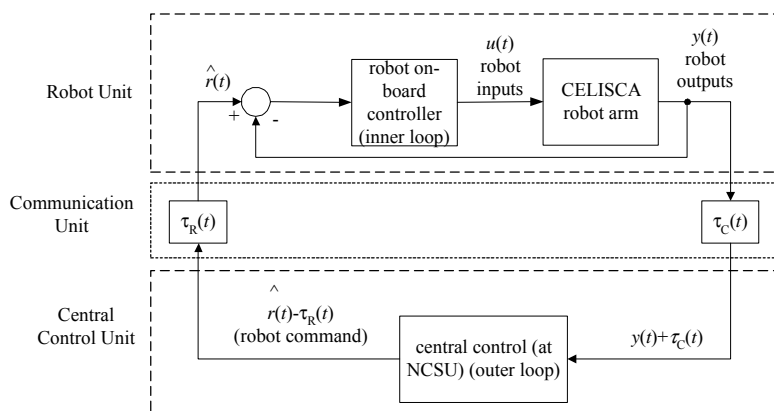 Robot Unit
^
r(t)
+
-
robot on-
board
controller
(inner loop)
u(t)
robot
inputs
CELISCA
robot arm
y(t)
robot
outputs
Communication
Unit
τR(t)
τC(t)
Central
Control Unit
^
r(t)-τR(t)
(robot command)
central control (at
NCSU) (outer loop)
y(t)+τC(t)